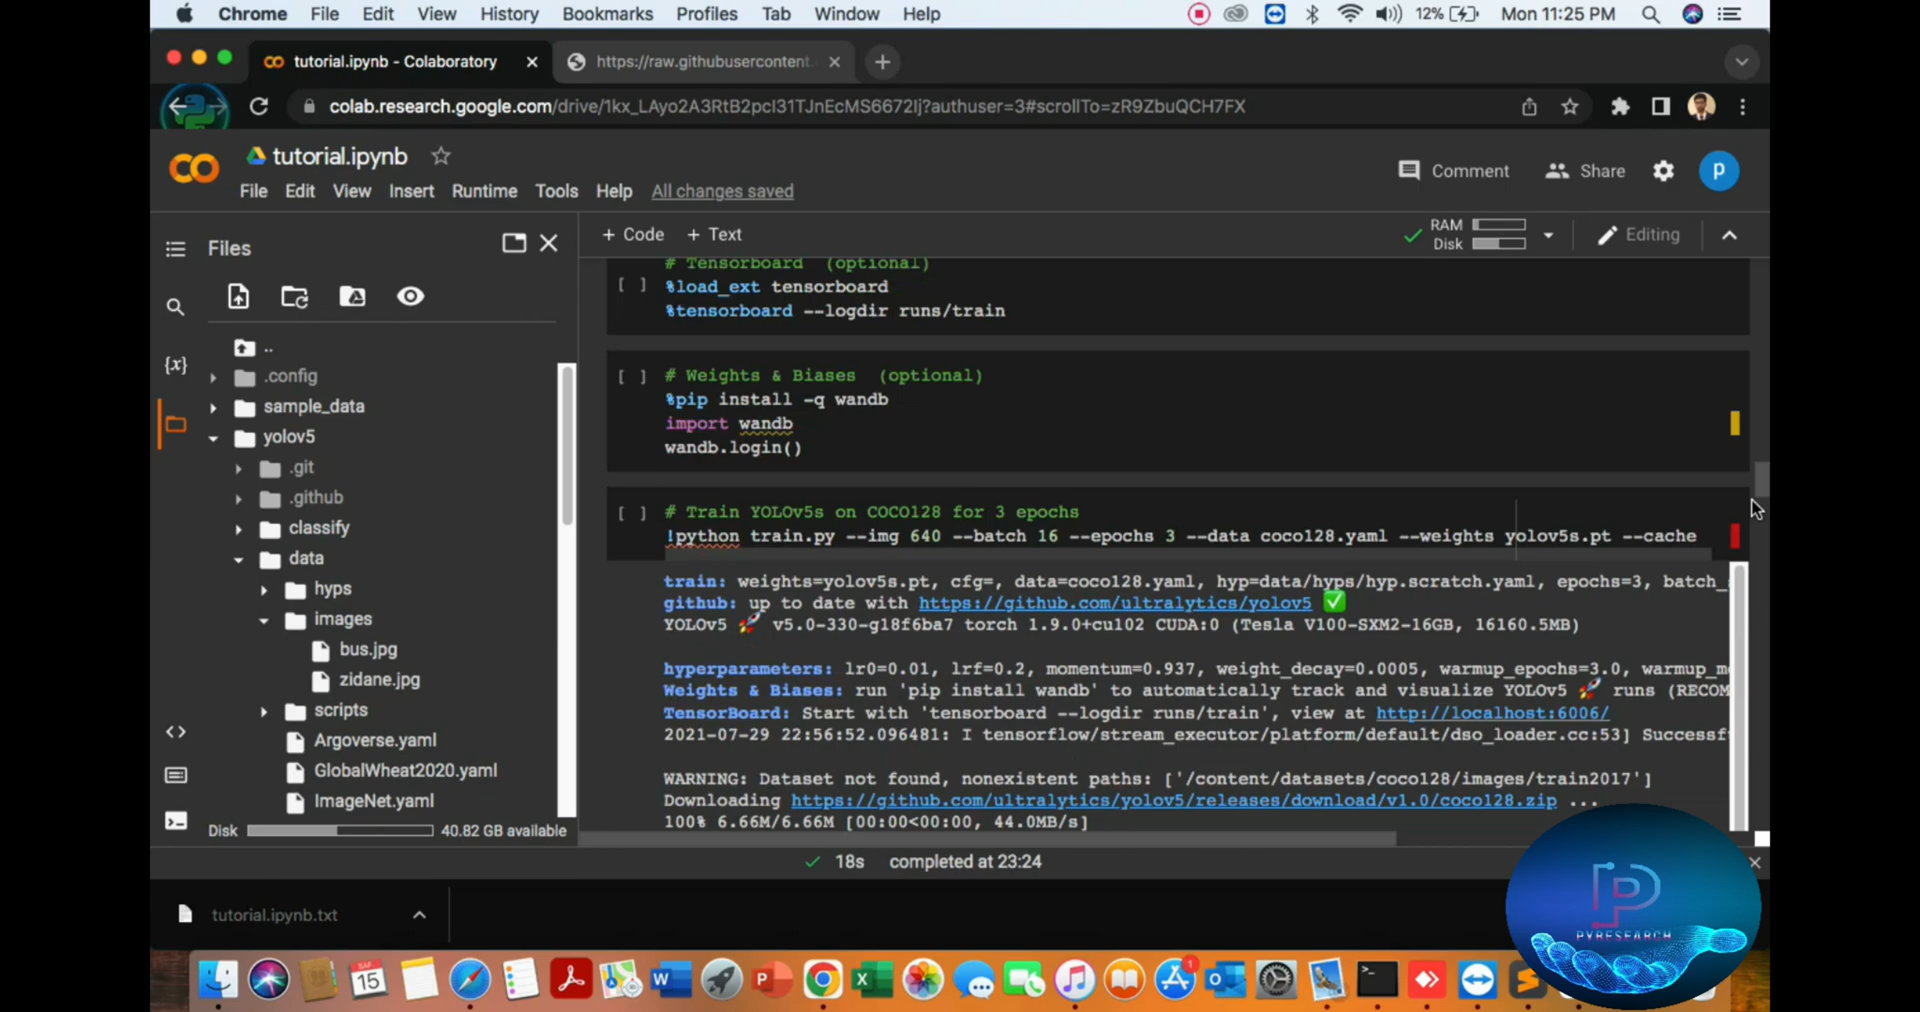 Chrome File Edit View History Bookmarks Profiles Tab Window Help 12% Mon 11:25 PM
tutorial.ipynb - Colaboratory https://raw.githubusercontent.
colab.research.google.com/drive/1kx_LAyo2A3RtB2pcI31TJnEcMS6672Ij?authuser=3#scrollTo=zR9ZbuQCH7FX
CO tutorial.ipynb
Comment Share p
File Edit View Insert Runtime Tools Help All changes saved
Files + Code + Text RAM Disk Editing
# Tensorboard (optional)
[ ] %load_ext tensorboard
%tensorboard --logdir runs/train
[ ] # Weights & Biases (optional)
%pip install -q wandb
import wandb
wandb.login()
[ ] # Train YOLOv5s on COCO128 for 3 epochs
!python train.py --img 640 --batch 16 --epochs 3 --data coco128.yaml --weights yolov5s.pt --cache
train: weights=yolov5s.pt, cfg=, data=coco128.yaml, hyp=data/hyps/hyp.scratch.yaml, epochs=3, batch_
github: up to date with https://github.com/ultralytics/yolov5 ✅
YOLOv5 🚀 v5.0-330-g18f6ba7 torch 1.9.0+cu102 CUDA:0 (Tesla V100-SXM2-16GB, 16160.5MB)
hyperparameters: lr0=0.01, lrf=0.2, momentum=0.937, weight_decay=0.0005, warmup_epochs=3.0, warmup_m
Weights & Biases: run 'pip install wandb' to automatically track and visualize YOLOv5 🚀 runs (RECOM
TensorBoard: Start with 'tensorboard --logdir runs/train', view at http://localhost:6006/
2021-07-29 22:56:52.096481: I tensorflow/stream_executor/platform/default/dso_loader.cc:53] Successf
WARNING: Dataset not found, nonexistent paths: ['/content/datasets/coco128/images/train2017']
Downloading https://github.com/ultralytics/yolov5/releases/download/v1.0/coco128.zip ...
100% 6.66M/6.66M [00:00<00:00, 44.0MB/s]
{x}
..
.config
sample_data
yolov5
.git
.github
classify
data
hyps
images
bus.jpg
zidane.jpg
scripts
Argoverse.yaml
GlobalWheat2020.yaml
ImageNet.yaml
Disk 40.82 GB available
18s completed at 23:24
tutorial.ipynb.txt
PYRESEARCH
15
1